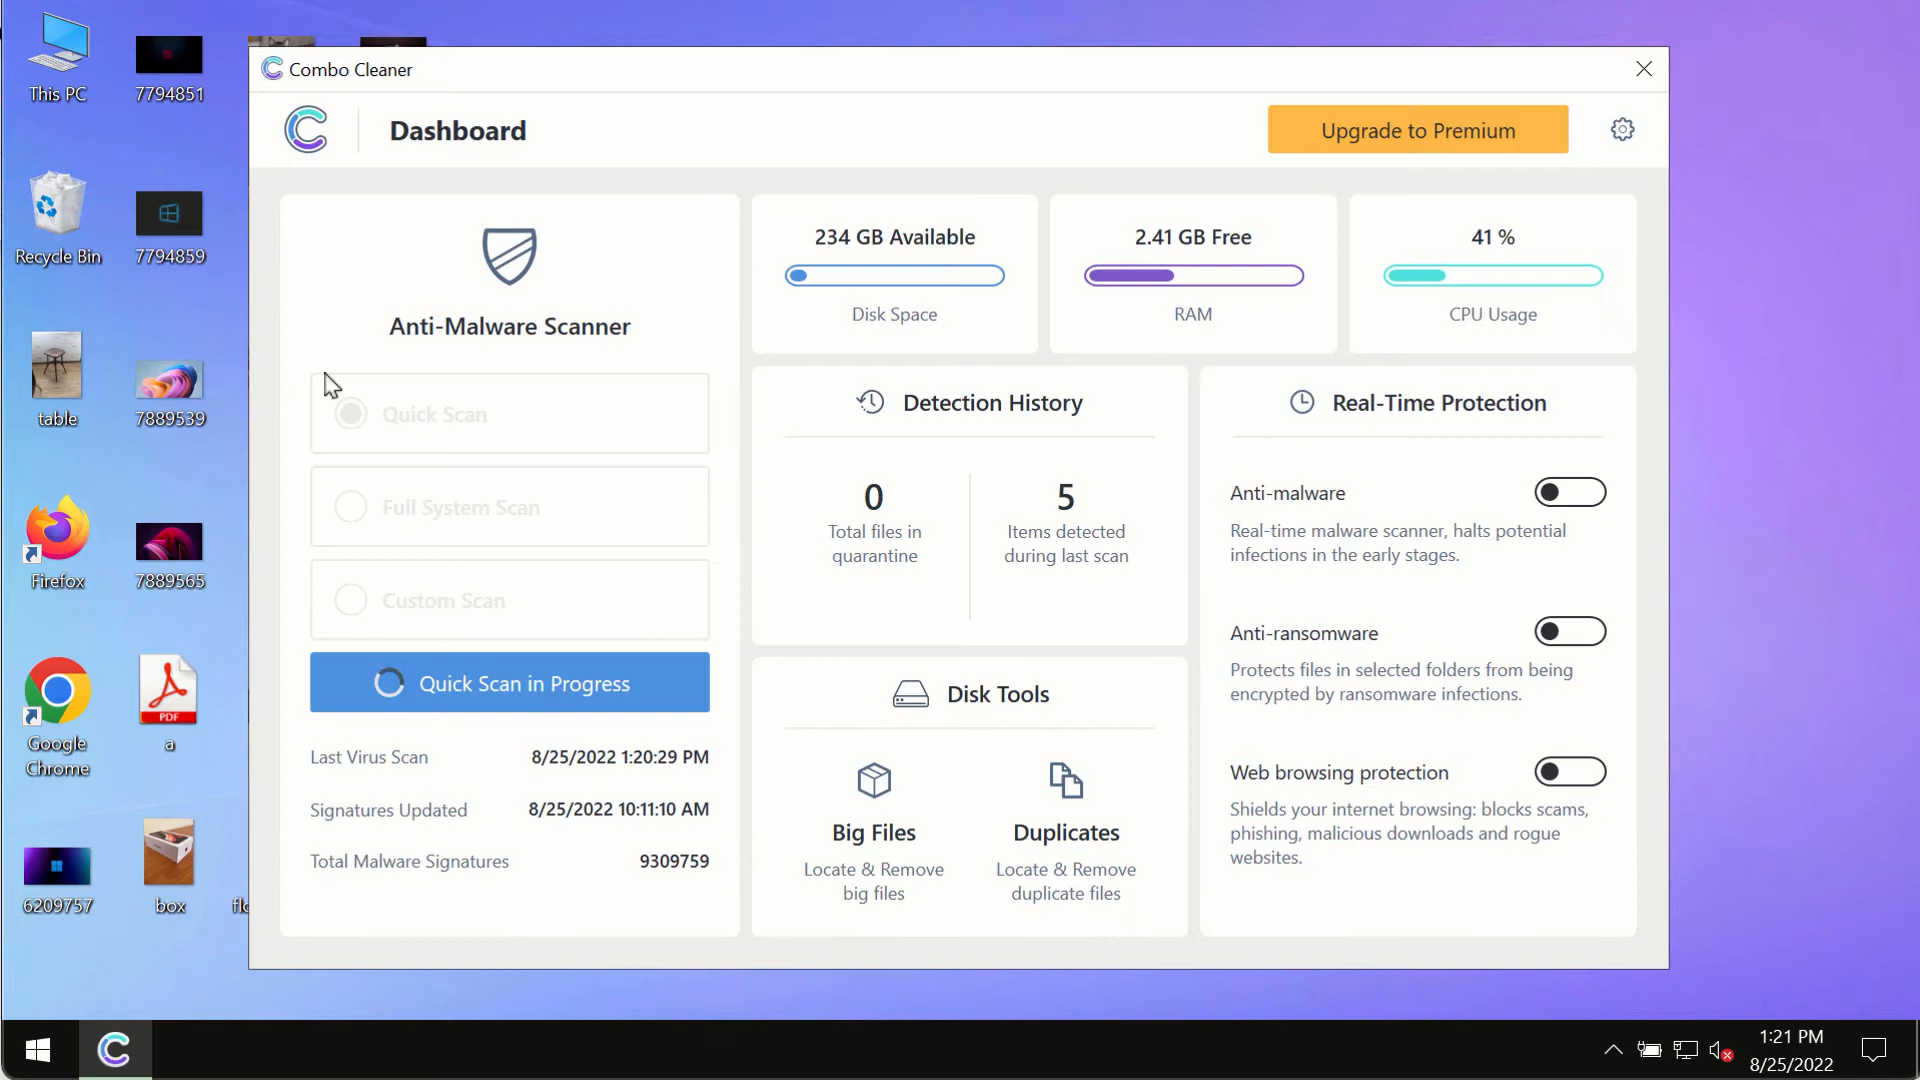 This PC
7794851
Recycle Bin
7794859
table
7889539
Firefox
7889565
Google
Chrome
PDF
a
6209757
box
Combo Cleaner
Dashboard
Upgrade to Premium
Anti-Malware Scanner
Quick Scan
Full System Scan
Custom Scan
Quick Scan in Progress
Last Virus Scan 8/25/2022 1:20:29 PM
Signatures Updated 8/25/2022 10:11:10 AM
Total Malware Signatures 9309759
234 GB Available
Disk Space
2.41 GB Free
RAM
41 %
CPU Usage
Detection History
0
Total files in
quarantine
5
Items detected
during last scan
Disk Tools
Big Files
Locate & Remove
big files
Duplicates
Locate & Remove
duplicate files
Real-Time Protection
Anti-malware
Real-time malware scanner, halts potential
infections in the early stages.
Anti-ransomware
Protects files in selected folders from being
encrypted by ransomware infections.
Web browsing protection
Shields your internet browsing: blocks scams,
phishing, malicious downloads and rogue
websites.
1:21 PM
8/25/2022